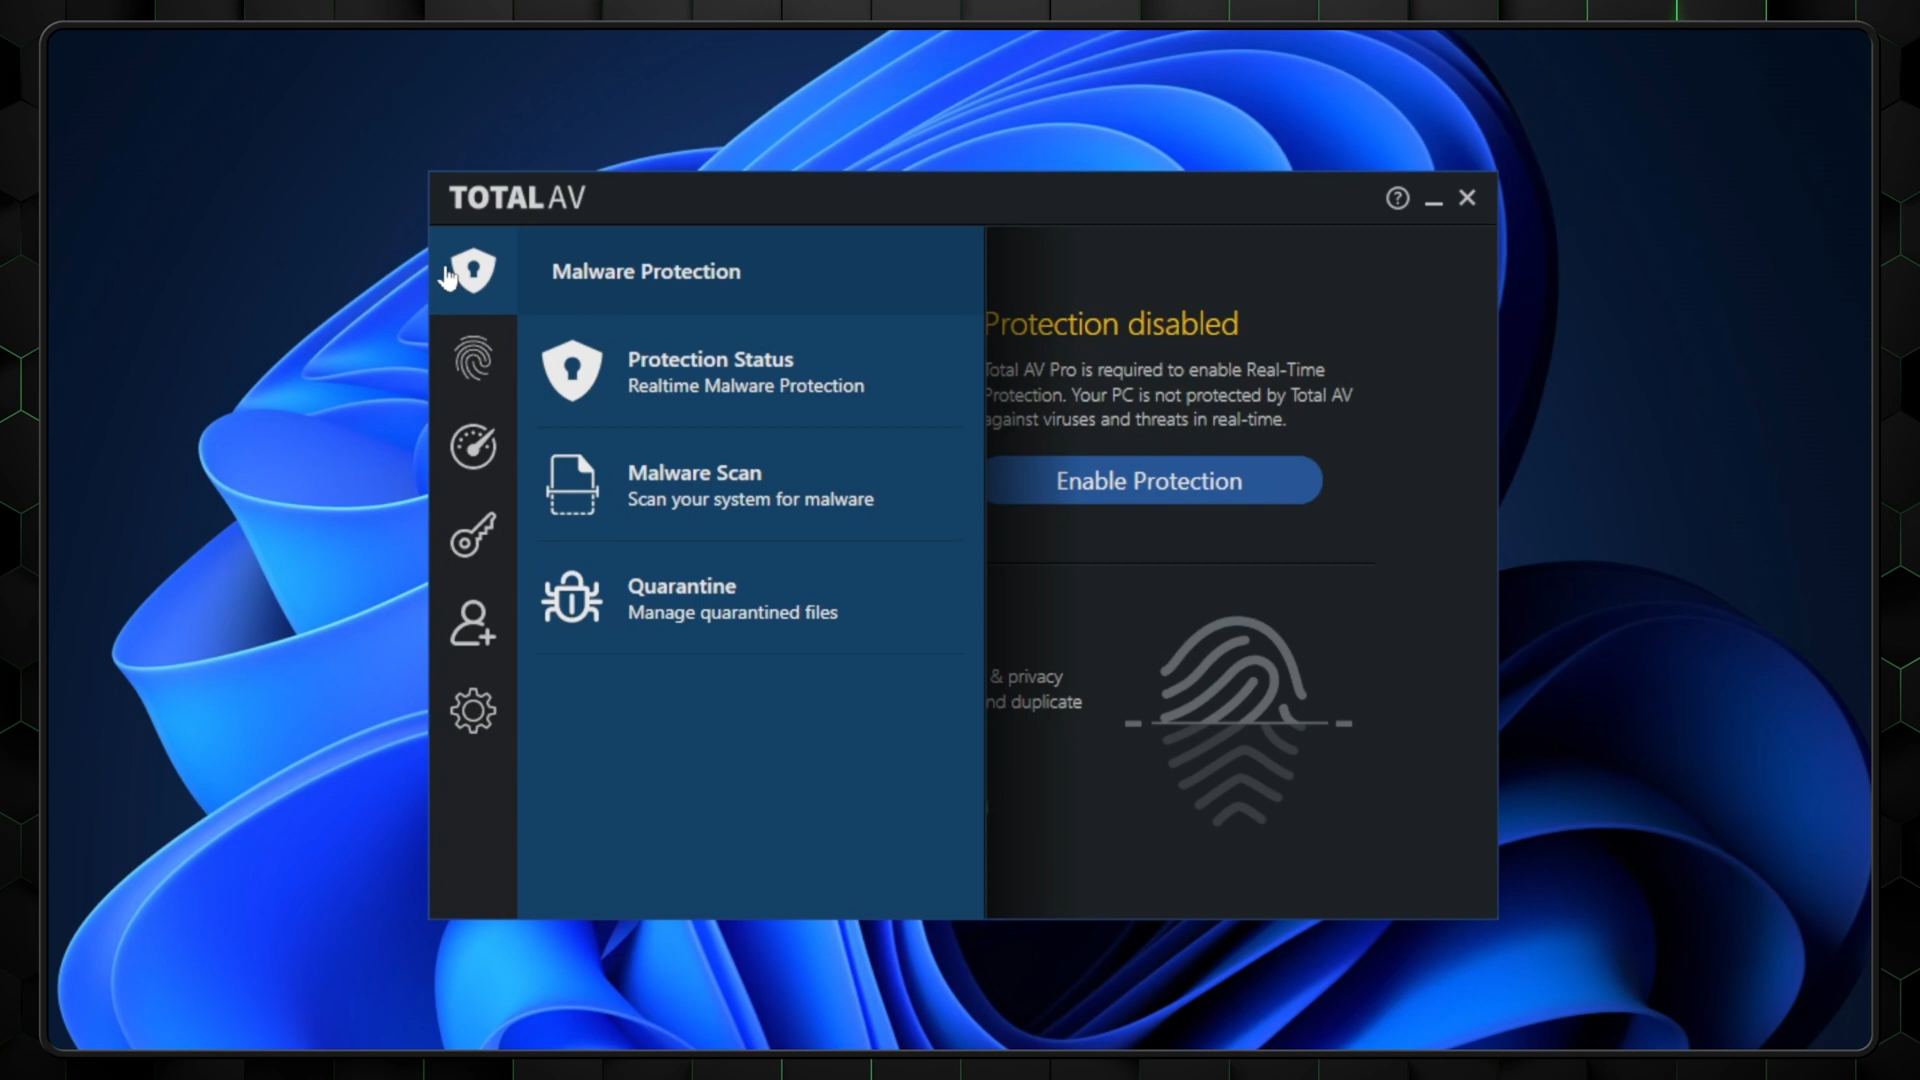 TOTALAV
Malware Protection
Protection Status
Realtime Malware Protection
Malware Scan
Scan your system for malware
Quarantine
Manage quarantined files
Protection disabled
Total AV Pro is required to enable Real-Time
Protection. Your PC is not protected by Total AV
against viruses and threats in real-time.
Enable Protection
& privacy
nd duplicate